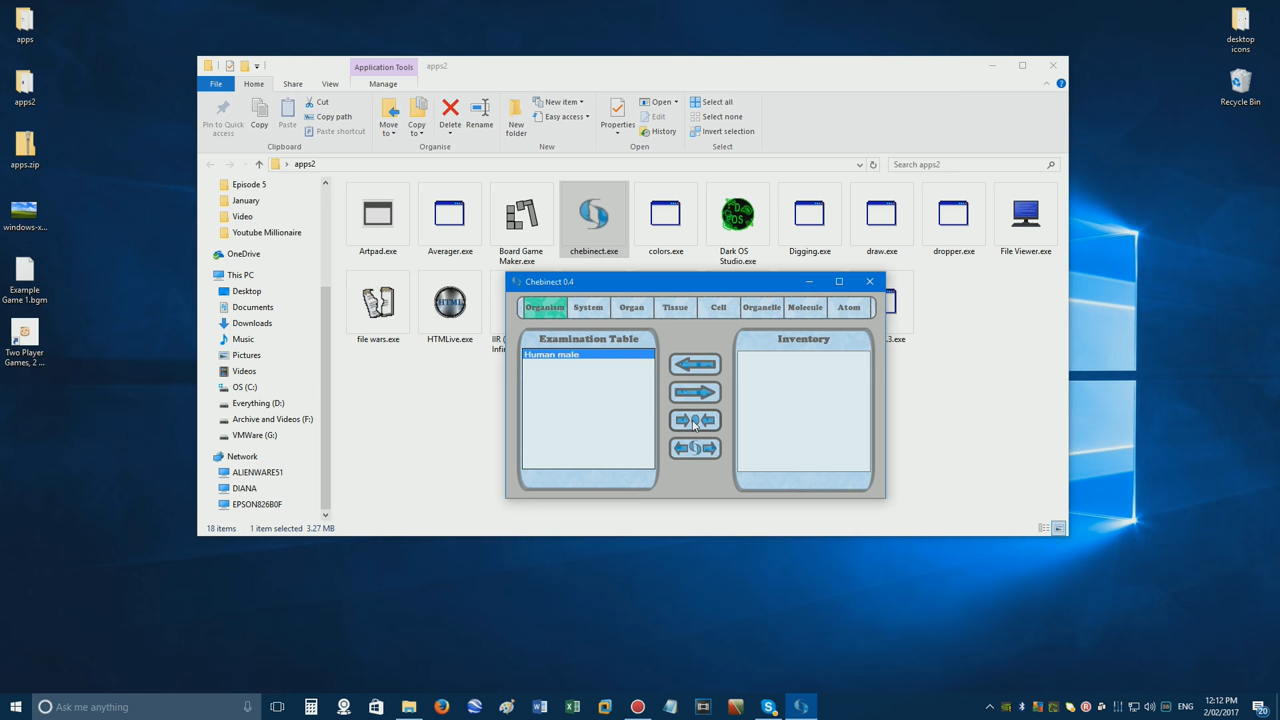 apps
apps2
apps.zip
windows-x...
Example
Game 1.bgm
Two Player
Games, 2 ...
desktop
icons
Recycle Bin
Application Tools
apps2
File
Home
Share
View
Manage
Pin to Quick
access
Copy
Paste
Cut
Copy path
Paste shortcut
Clipboard
Move
to
Copy
to
Delete
Rename
Organise
New
folder
New item
Easy access
New
Properties
Open
Edit
History
Open
Select all
Select none
Invert selection
Select
apps2
Search apps2
Episode 5
January
Video
Youtube Millionaire
OneDrive
This PC
Desktop
Documents
Downloads
Music
Pictures
Videos
OS (C:)
Everything (D:)
Archive and Videos (F:)
VMWare (G:)
Network
ALIENWARE51
DIANA
EPSON826B0F
Artpad.exe
Averager.exe
Board Game
Maker.exe
chebinect.exe
colors.exe
Dark OS
Studio.exe
Digging.exe
draw.exe
dropper.exe
File Viewer.exe
file wars.exe
HTMLive.exe
HTML
18 items
1 item selected 3.27 MB
Chebinect 0.4
Organism
System
Organ
Tissue
Cell
Organelle
Molecule
Atom
Examination Table
Human male
Inventory
Ask me anything
ENG
12:12 PM
2/02/2017
20